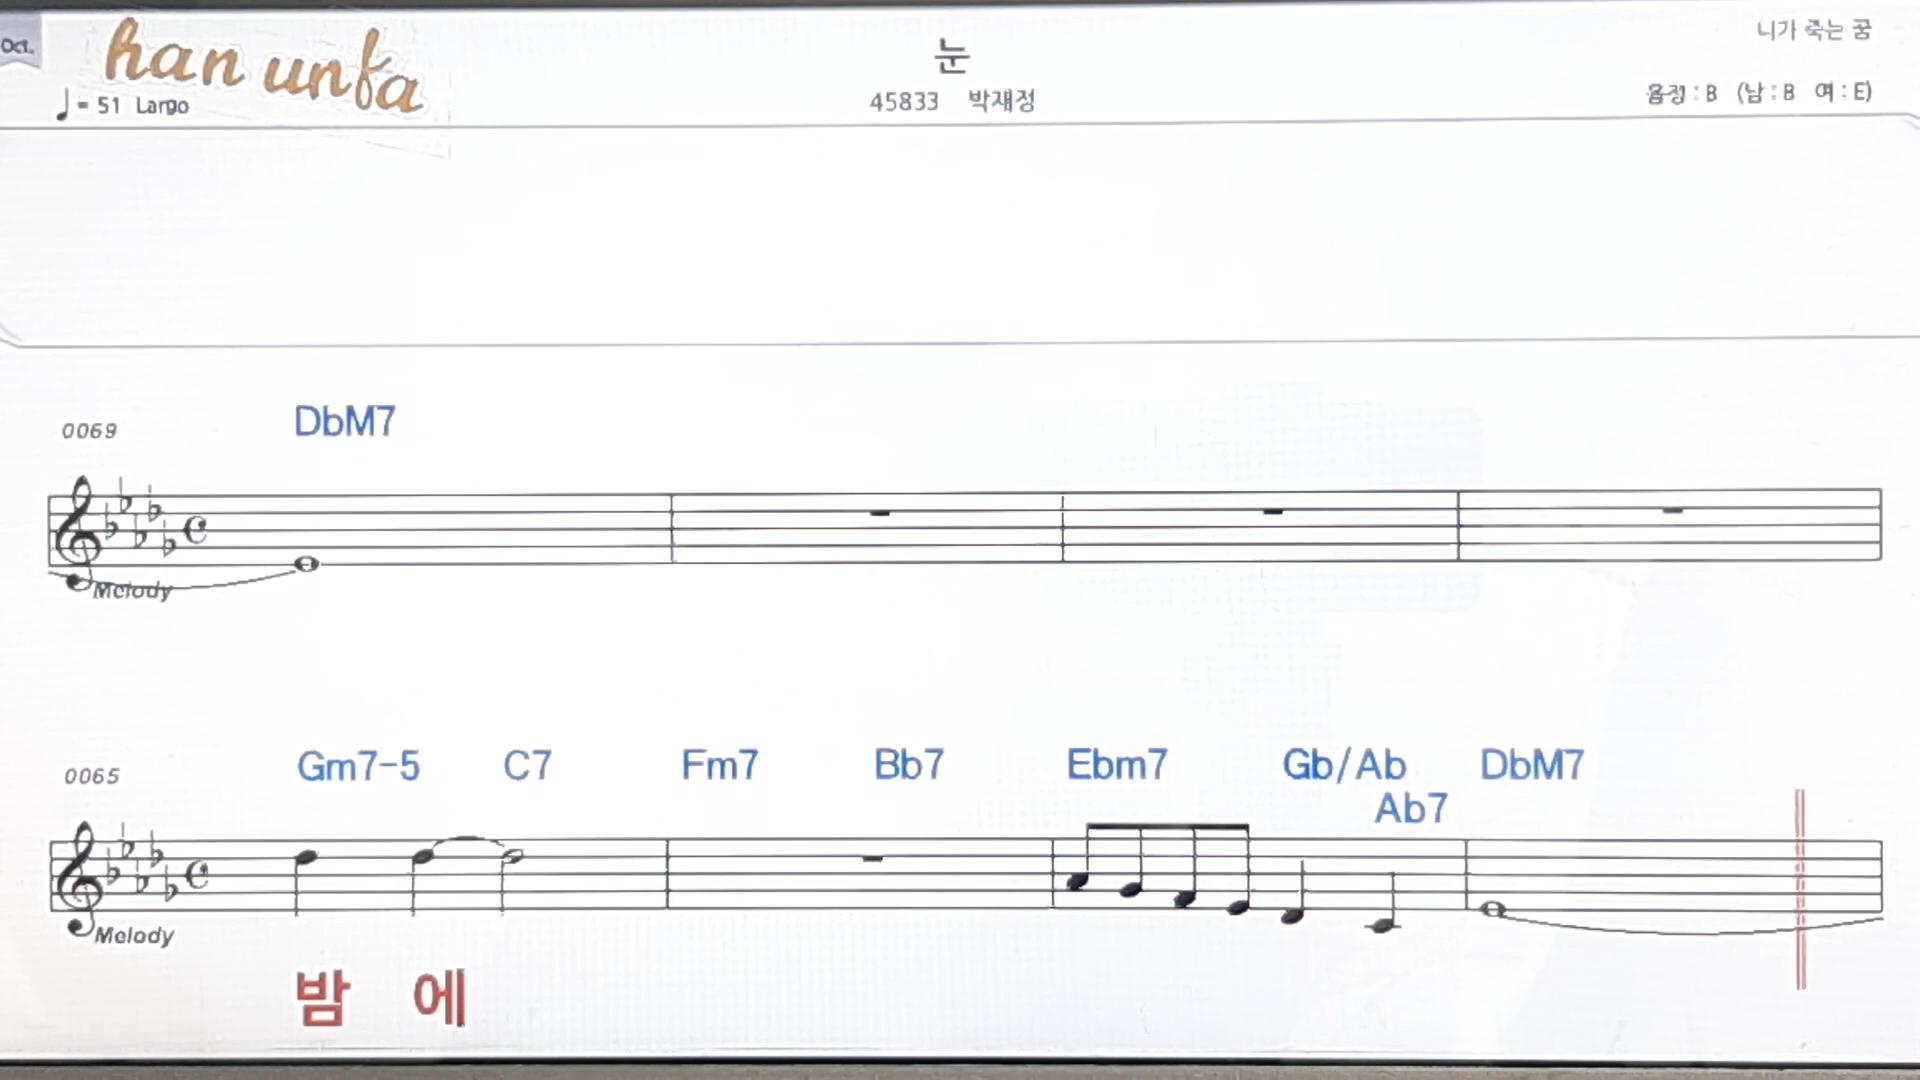 Oct.
han unfa
눈
니가 죽는 꿈
♩= 51 Largo
45833 박재정
음정 : B (남 : B 여 : E)
DbM7
0069
Melody
Gm7-5 C7 Fm7 Bb7 Ebm7 Gb/Ab DbM7
0065
Ab7
Melody
밤 에